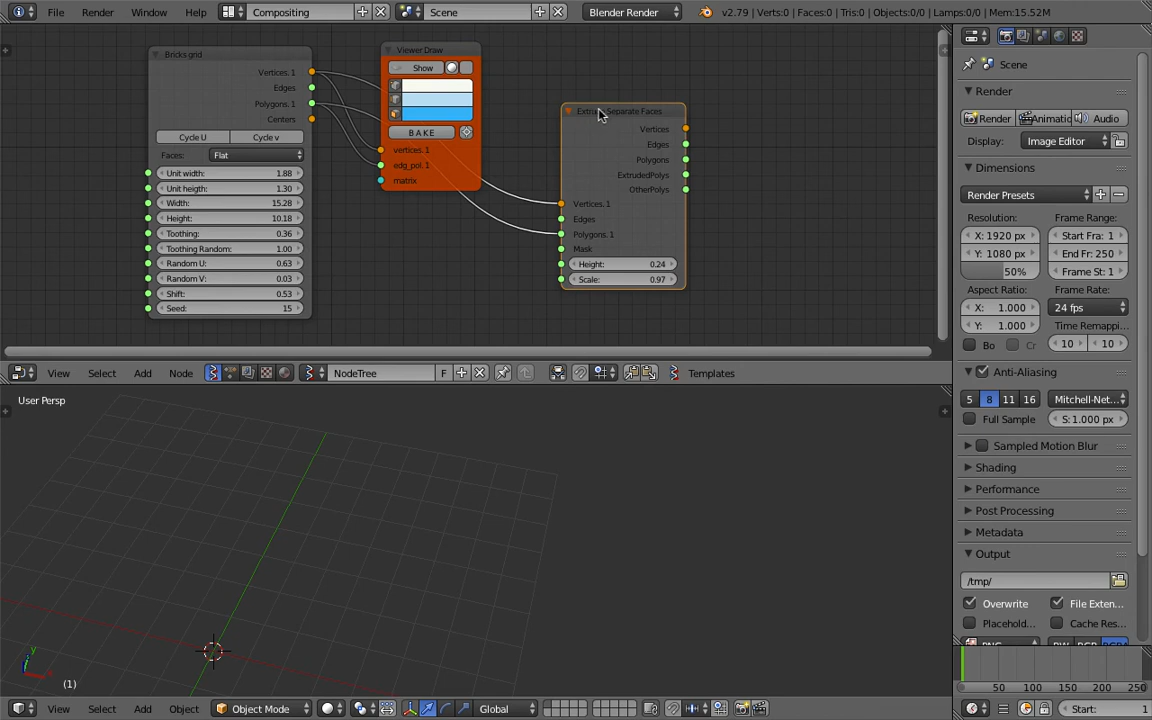 File Render Window Help Compositing Scene Blender Render v2.79 | Verts:0 | Faces:0 | Tris:0 | Objects:0/0 | Lamps:0/0 | Mem:15.52M
Bricks grid
Vertices. 1
Edges
Polygons. 1
Centers
Cycle U Cycle v
Faces: Flat
Unit width: 1.88
Unit heigth: 1.30
Width: 15.28
Height: 10.18
Toothing: 0.36
Toothing Random: 1.00
Random U: 0.63
Random V: 0.03
Shift: 0.53
Seed: 15
Viewer Draw
Show
BAKE
vertices. 1
edg_pol. 1
matrix
Extrude Separate Faces
Vertices
Edges
Polygons
ExtrudedPolys
OtherPolys
Vertices. 1
Edges
Polygons. 1
Mask
Height: 0.24
Scale: 0.97
View Select Add Node NodeTree F Templates
User Persp
(1)
View Select Add Object Object Mode Global
Scene
Render
Render Animatic Audio
Display: Image Editor
Dimensions
Render Presets
Resolution: Frame Range:
X: 1920 px Start Fra: 1
Y: 1080 px End Fr: 250
50% Frame St: 1
Aspect Ratio: Frame Rate:
X: 1.000 24 fps
Y: 1.000 Time Remappi...
Bo Cr 10 10
Anti-Aliasing
5 8 11 16 Mitchell-Net...
Full Sample S: 1.000 px
Sampled Motion Blur
Shading
Performance
Post Processing
Metadata
Output
/tmp/
Overwrite File Exten...
Placehold.. Cache Res...
PNG BW RGB RGBA
0 50 100 150 200 250
Start: 1